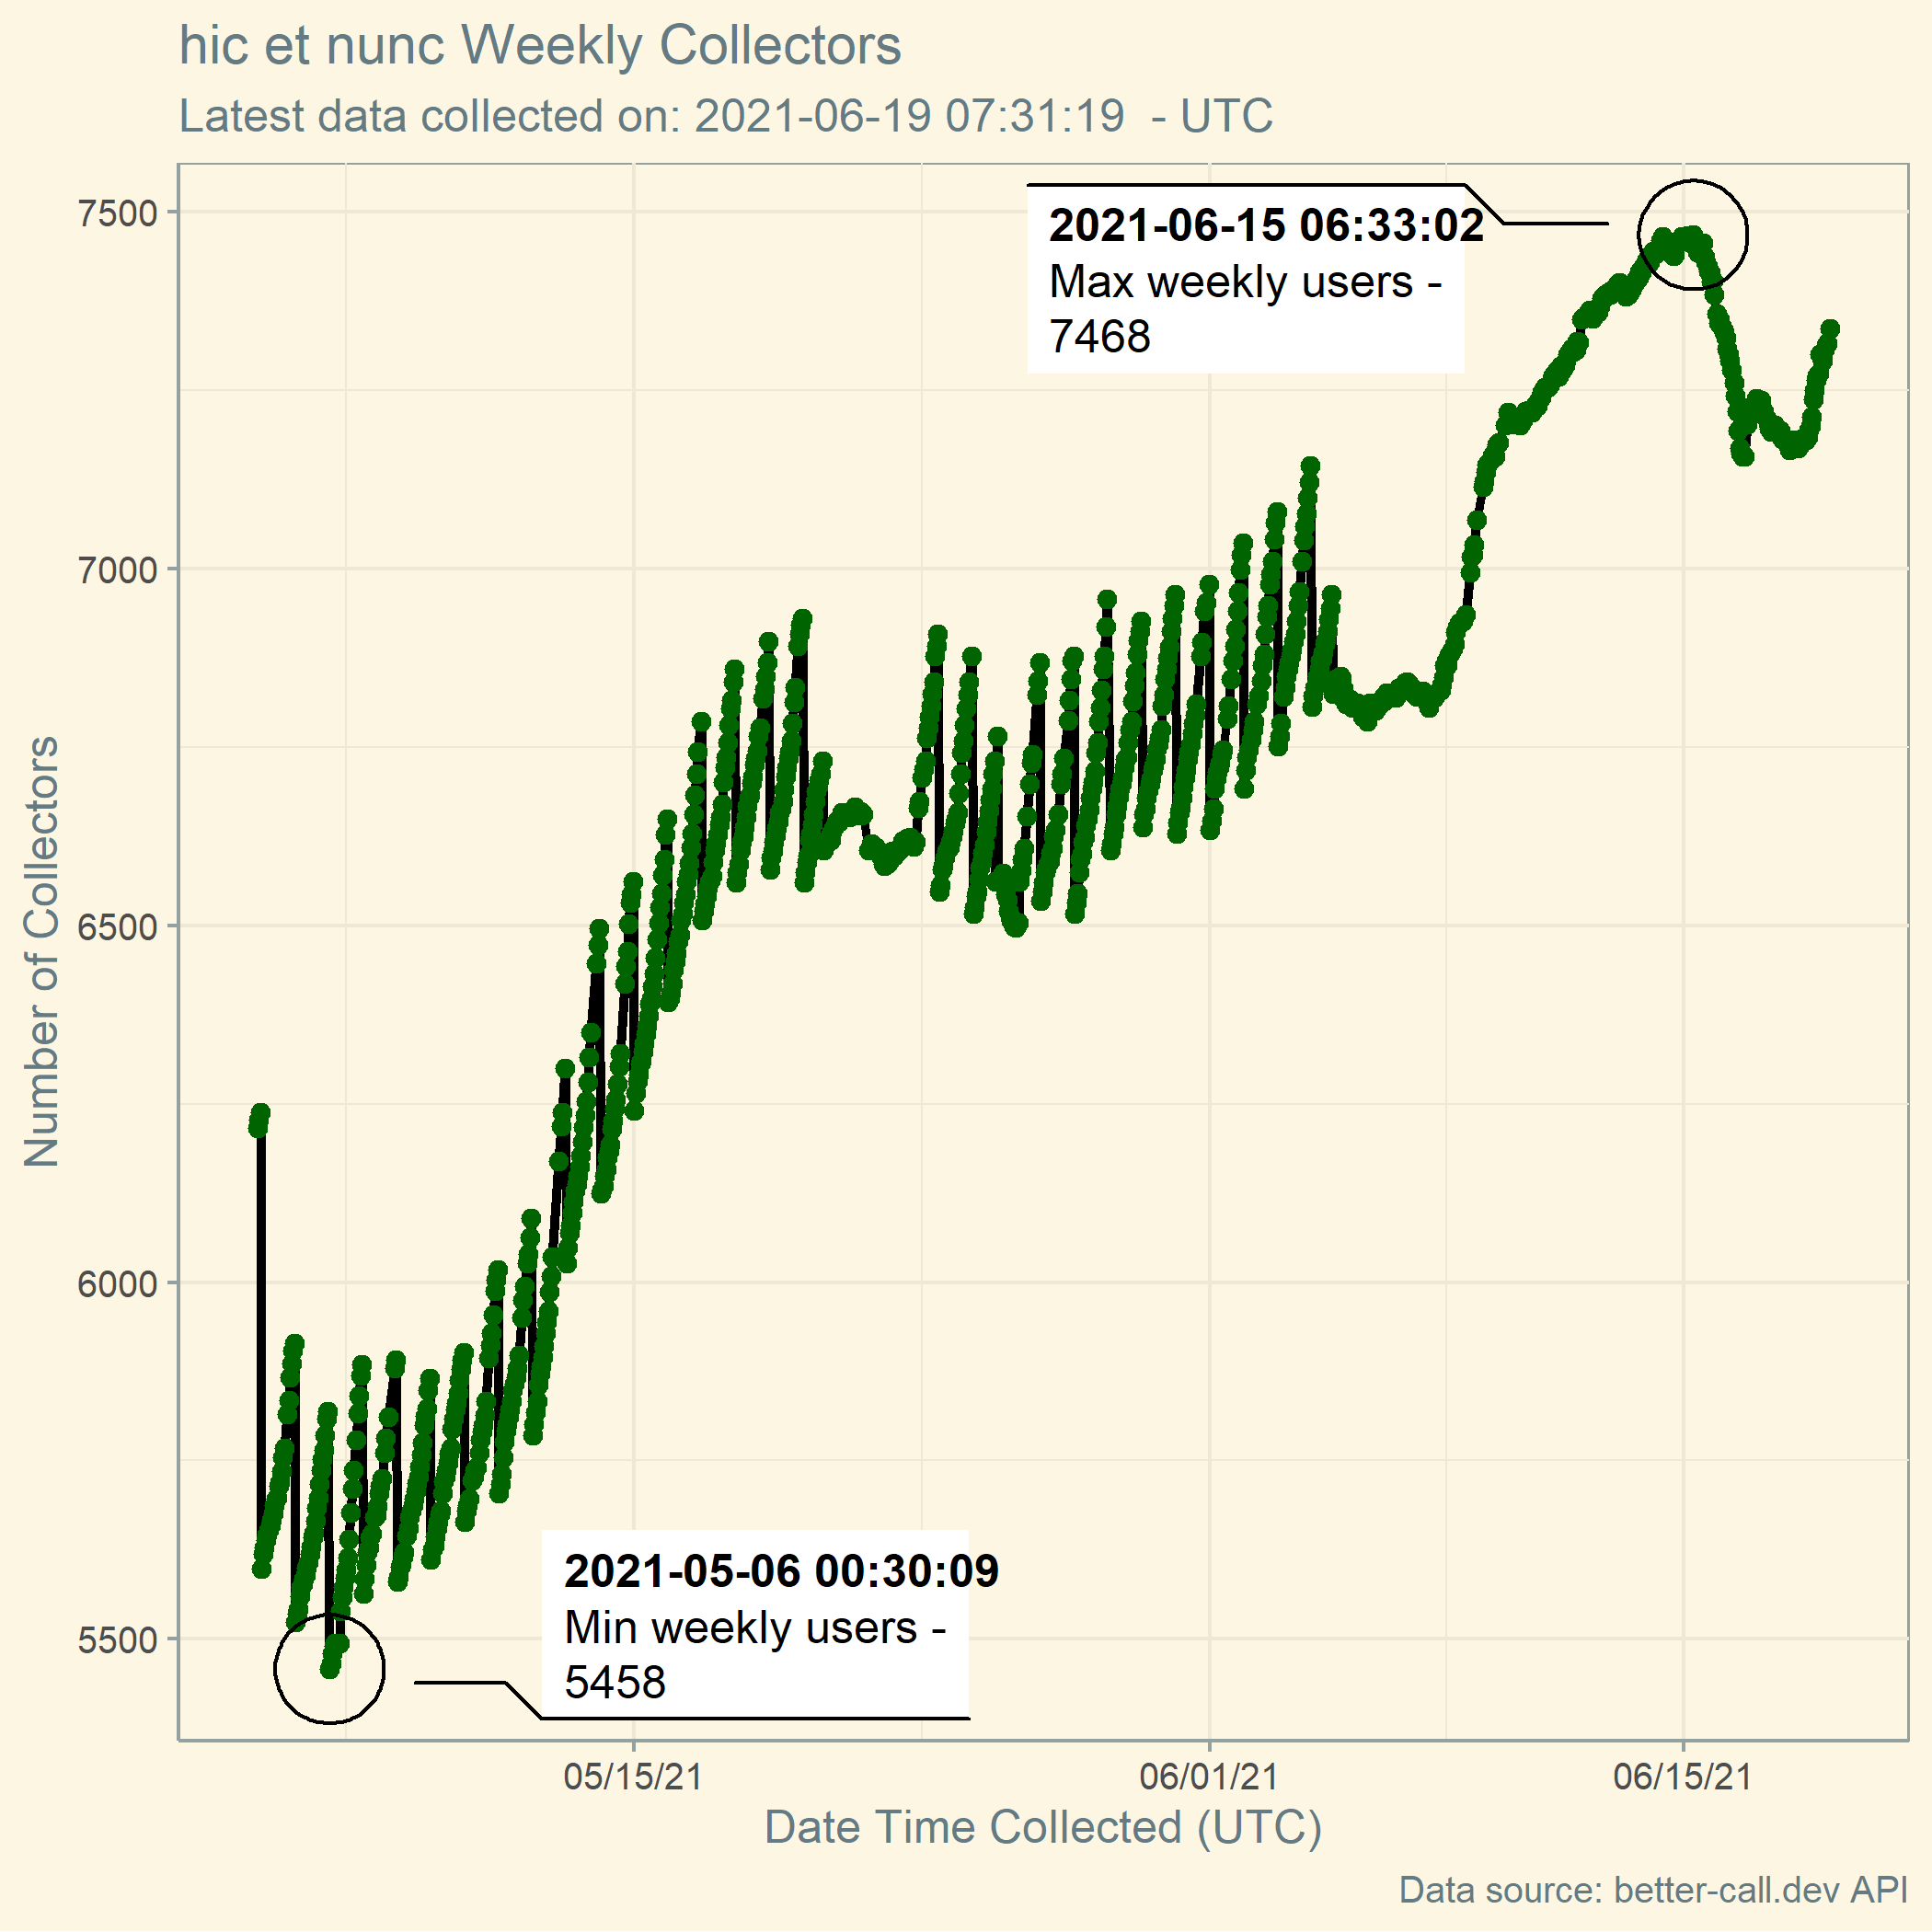 hic et nunc Weekly Collectors
Latest data collected on: 2021-06-19 07:31:19  - UTC
7500
7000
6500
6000
5500
Number of Collectors
2021-06-15 06:33:02
Max weekly users -
7468
2021-05-06 00:30:09
Min weekly users -
5458
05/15/21
06/01/21
06/15/21
Date Time Collected (UTC)
Data source: better-call.dev API